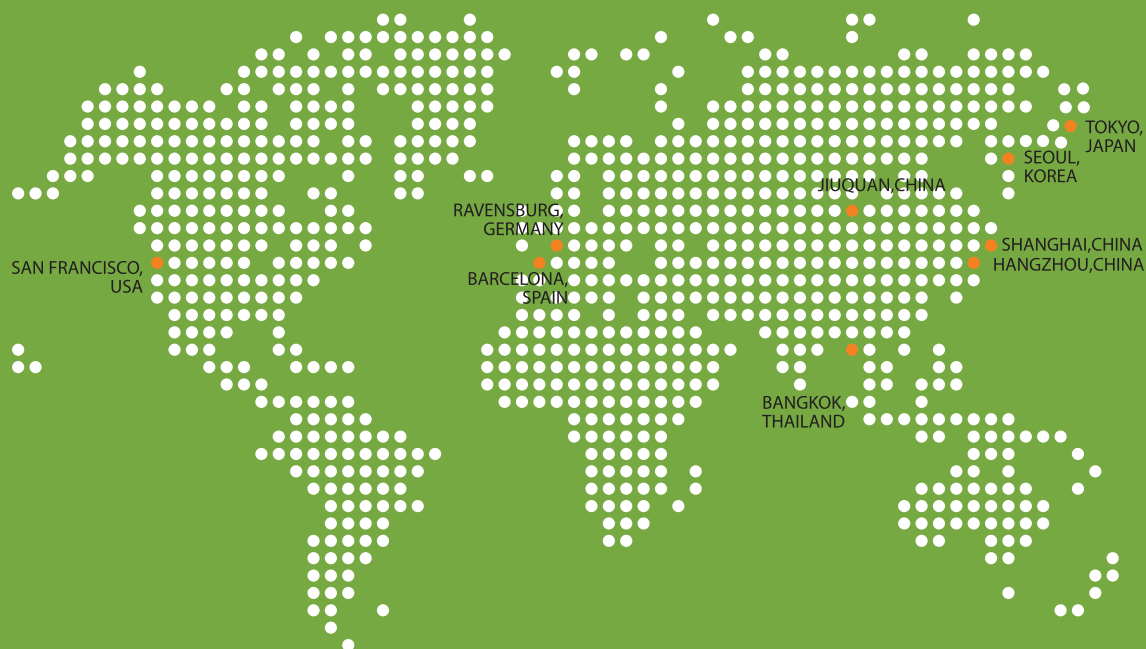 TOKYO,
JAPAN
SEOUL,
KOREA
JIUQUAN,CHINA
RAVENSBURG,
GERMANY
SHANGHAI,CHINA
HANGZHOU,CHINA
SAN FRANCISCO,
USA
BARCELONA,
SPAIN
BANGKOK,
THAILAND